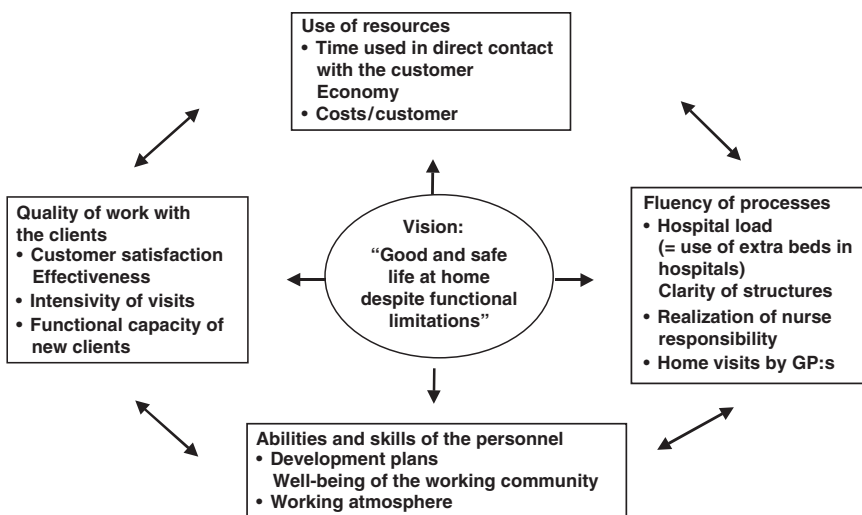 Use of resources
• Time used in direct contact
with the customer
Economy
• Costs/customer
Quality of work with
the clients
• Customer satisfaction
Effectiveness
• Intensivity of visits
• Functional capacity of
new clients
Vision:
“Good and safe
life at home
despite functional
limitations”
Fluency of processes
• Hospital load
(= use of extra beds in
hospitals)
Clarity of structures
• Realization of nurse
responsibility
• Home visits by GP:s
Abilities and skills of the personnel
• Development plans
Well-being of the working community
• Working atmosphere